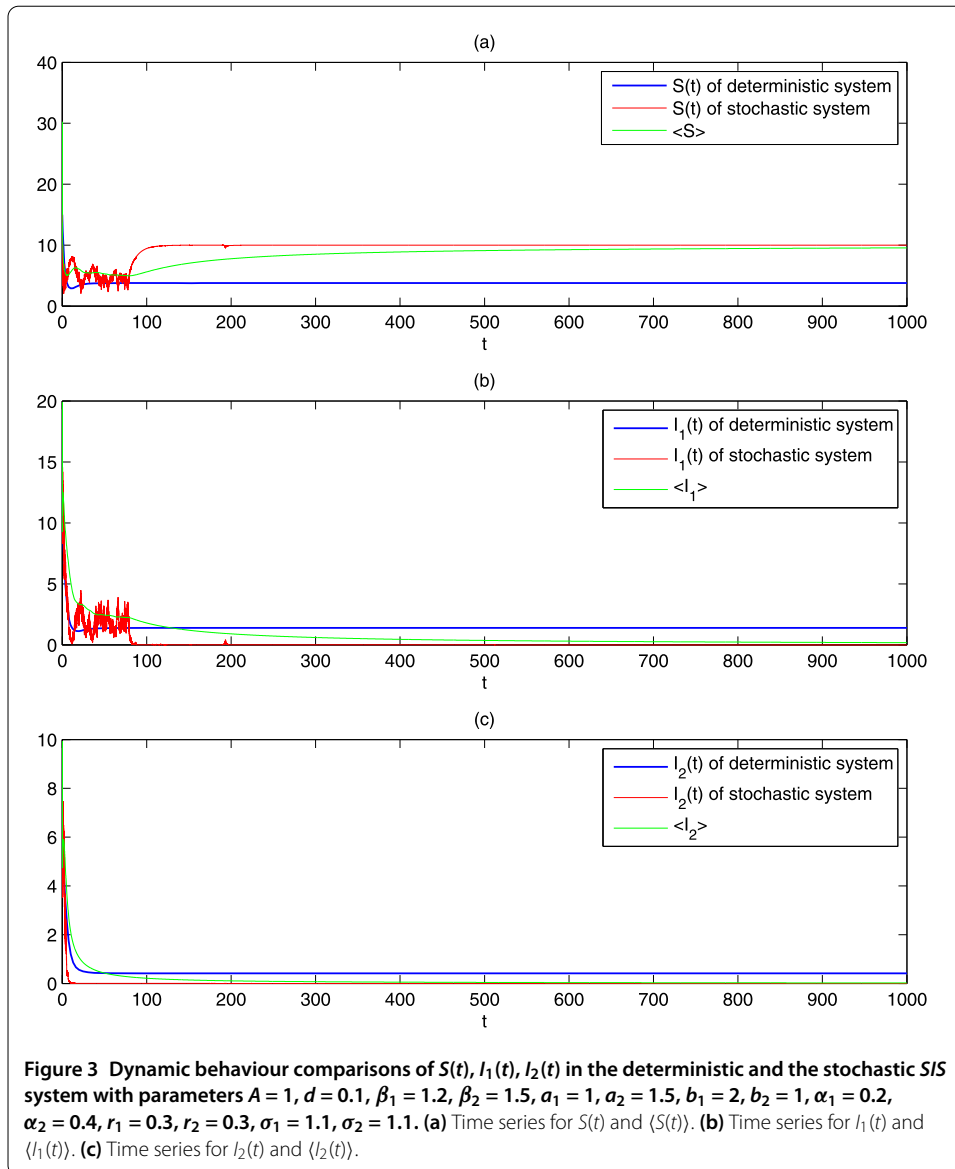 (a)
40
30
20
10
0
S(t) of deterministic system
S(t) of stochastic system
<S>
0 100 200 300 400 500 600 700 800 900 1000
t
(b)
20
15
10
5
0
I_1(t) of deterministic system
I_1(t) of stochastic system
<I_1>
0 100 200 300 400 500 600 700 800 900 1000
t
(c)
10
8
6
4
2
0
I_2(t) of deterministic system
I_2(t) of stochastic system
<I_2>
0 100 200 300 400 500 600 700 800 900 1000
t
Figure 3 Dynamic behaviour comparisons of S(t), I₁(t), I₂(t) in the deterministic and the stochastic SIS
system with parameters A = 1, d = 0.1, β₁ = 1.2, β₂ = 1.5, a₁ = 1, a₂ = 1.5, b₁ = 2, b₂ = 1, α₁ = 0.2,
α₂ = 0.4, r₁ = 0.3, r₂ = 0.3, σ₁ = 1.1, σ₂ = 1.1. (a) Time series for S(t) and ⟨S(t)⟩. (b) Time series for I₁(t) and
⟨I₁(t)⟩. (c) Time series for I₂(t) and ⟨I₂(t)⟩.